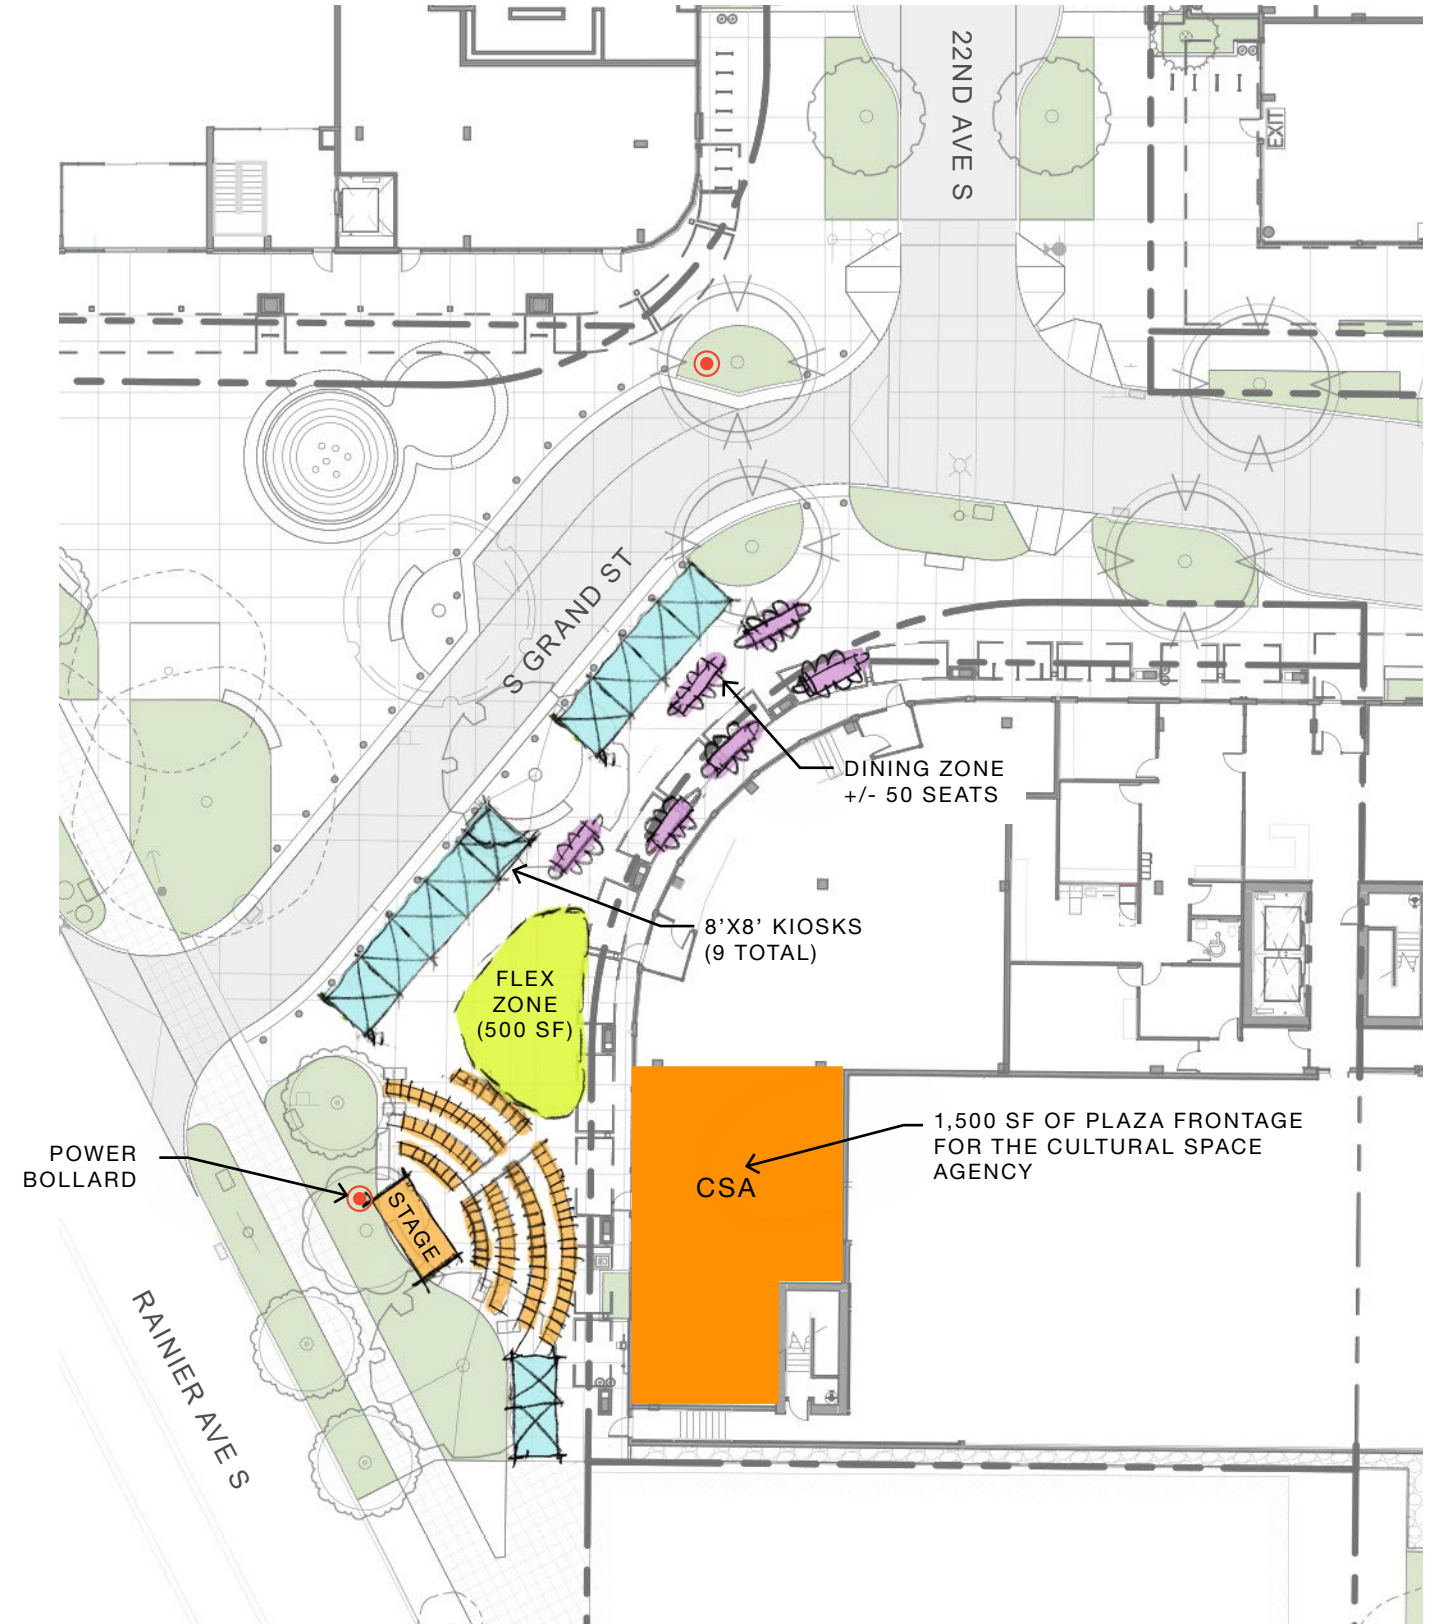 22ND AVE S
EXIT
S GRAND ST
DINING ZONE
+/- 50 SEATS
8’X8’ KIOSKS
(9 TOTAL)
FLEX
ZONE
(500 SF)
1,500 SF OF PLAZA FRONTAGE
FOR THE CULTURAL SPACE
AGENCY
POWER
BOLLARD
CSA
STAGE
RAINIER AVE S